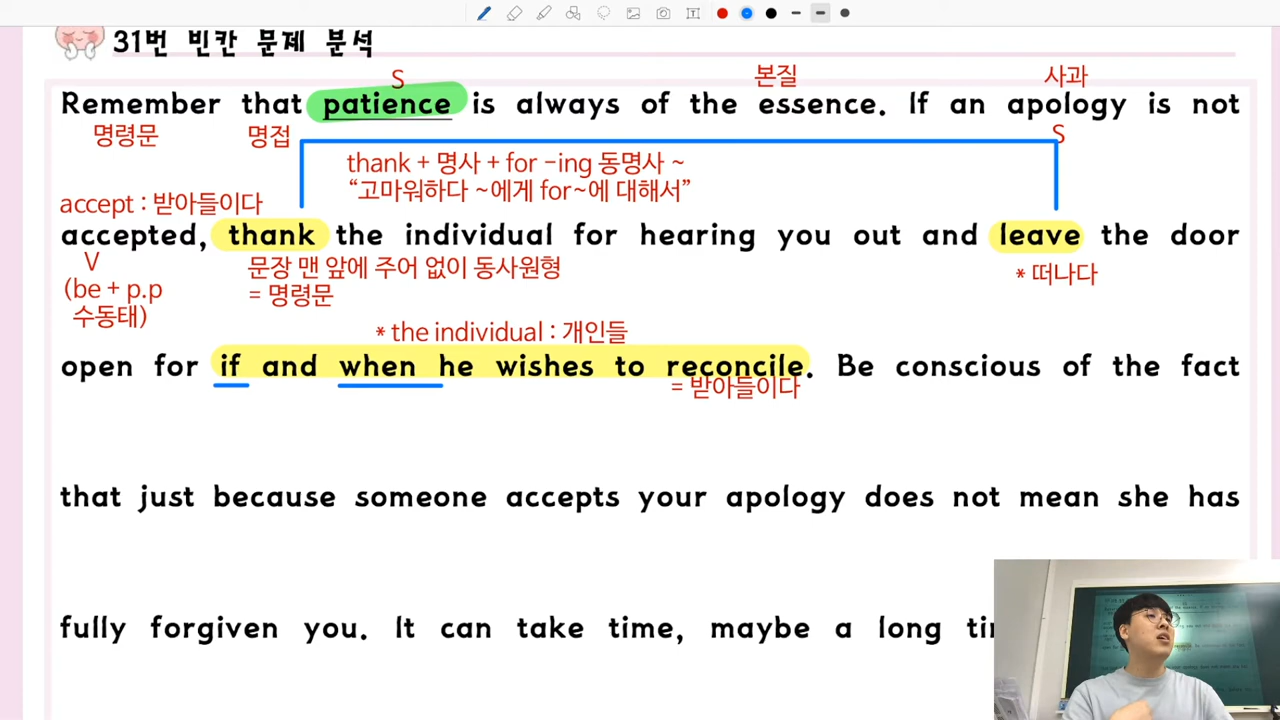 31번 빈칸 문제 분석
S 본질 사과
Remember that patience is always of the essence. If an apology is not
명령문 명접 S
thank + 명사 + for -ing 동명사 ~
“고마워하다 ~에게 for~에 대해서”
accept : 받아들이다
accepted, thank the individual for hearing you out and leave the door
V 문장 맨 앞에 주어 없이 동사원형 * 떠나다
(be + p.p = 명령문
수동태)
* the individual : 개인들
open for if and when he wishes to reconcile. Be conscious of the fact
= 받아들이다
that just because someone accepts your apology does not mean she has
fully forgiven you. It can take time, maybe a long